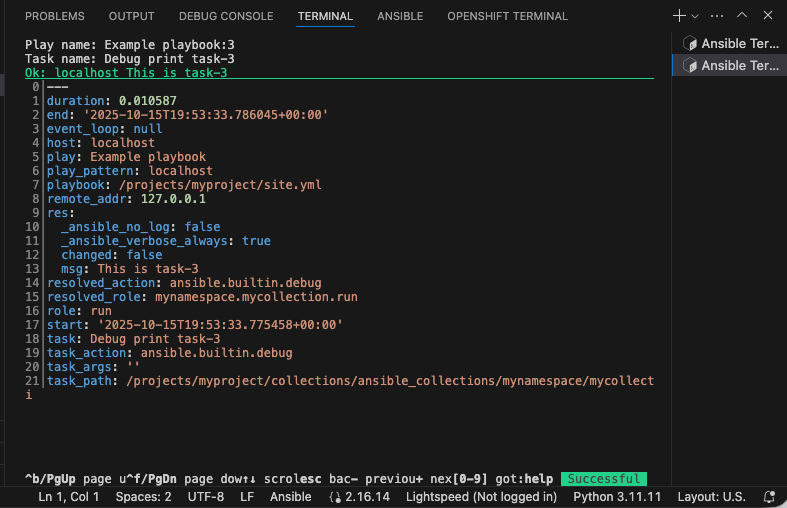 PROBLEMS OUTPUT DEBUG CONSOLE TERMINAL ANSIBLE OPENSHIFT TERMINAL
Ansible Ter...
Ansible Ter...
Play name: Example playbook:3
Task name: Debug print task-3
Ok: localhost This is task-3
0 ---
1 duration: 0.010587
2 end: '2025-10-15T19:53:33.786045+00:00'
3 event_loop: null
4 host: localhost
5 play: Example playbook
6 play_pattern: localhost
7 playbook: /projects/myproject/site.yml
8 remote_addr: 127.0.0.1
9 res:
10   _ansible_no_log: false
11   _ansible_verbose_always: true
12   changed: false
13   msg: This is task-3
14 resolved_action: ansible.builtin.debug
15 resolved_role: mynamespace.mycollection.run
16 role: run
17 start: '2025-10-15T19:53:33.775458+00:00'
18 task: Debug print task-3
19 task_action: ansible.builtin.debug
20 task_args: ''
21 task_path: /projects/myproject/collections/ansible_collections/mynamespace/mycollect
i
^b/PgUp page u^f/PgDn page dow↑↓ scrolesc bac- previou+ nex[0-9] got:help Successful
Ln 1, Col 1 Spaces: 2 UTF-8 LF Ansible 2.16.14 Lightspeed (Not logged in) Python 3.11.11 Layout: U.S.